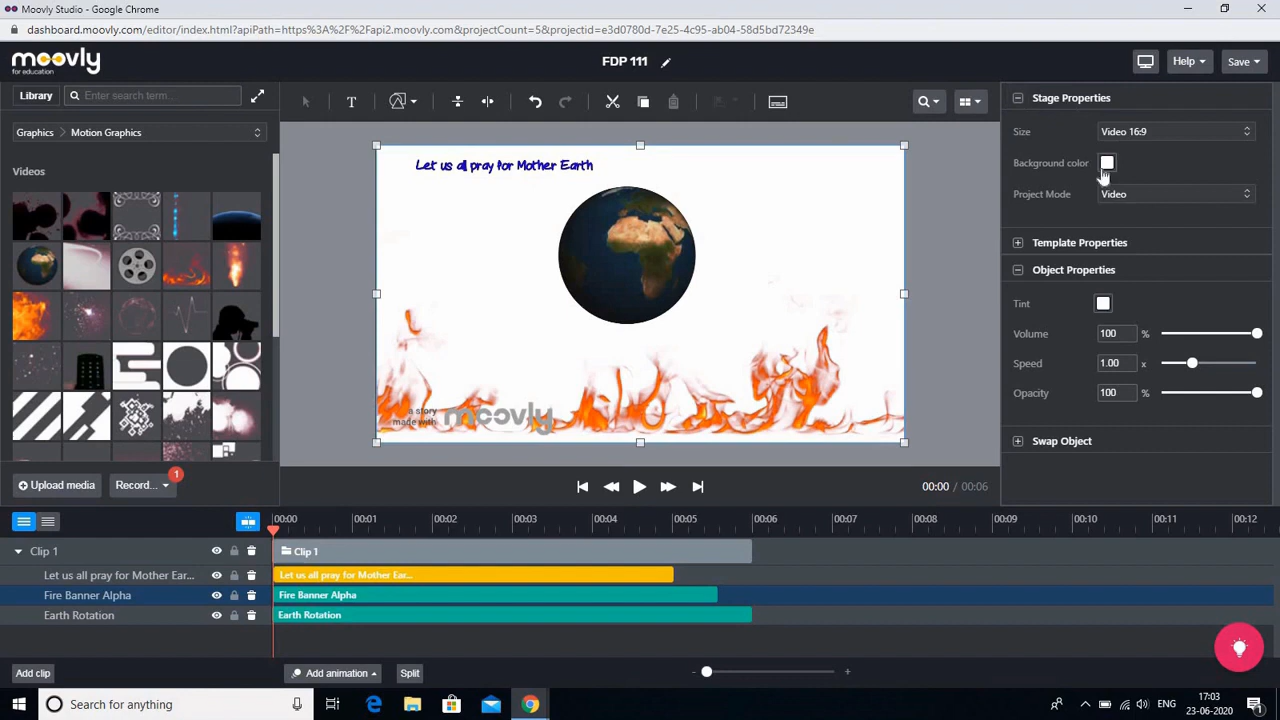 Moovly Studio - Google Chrome
dashboard.moovly.com/editor/index.html?apiPath=https%3A%2F%2Fapi2.moovly.com&projectCount=5&projectid=e3d0780d-7e25-4c95-ab04-58d5bd75249e
moovly
for education
FDP 111
Help
Save
Library
Enter search term...
Graphics > Motion Graphics
Videos
T
Let us all pray for Mother Earth
a story
made with moovly
Stage Properties
Size Video 16:9
Background color
Project Mode Video
Template Properties
Object Properties
Tint
Volume 100 %
Speed 1.00 x
Opacity 100 %
Swap Object
Upload media
Record...
1
00:00 / 00:06
00:00 00:01 00:02 00:03 00:04 00:05 00:06 00:07 00:08 00:09 00:10 00:11 00:12
Clip 1
Clip 1
Let us all pray for Mother Ear...
Let us all pray for Mother Ear...
Fire Banner Alpha
Fire Banner Alpha
Earth Rotation
Earth Rotation
Add clip
Add animation
Split
- +
Search for anything
ENG
17:03
23-06-2020
1